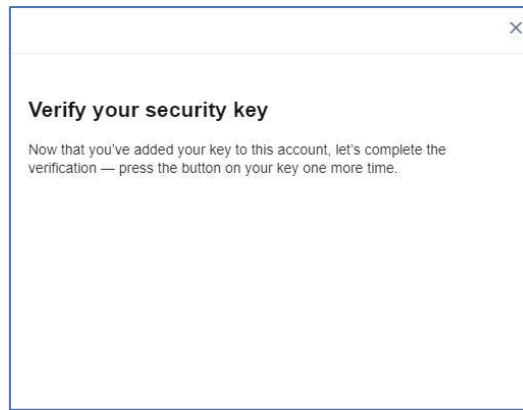 Verify your security key
Now that you've added your key to this account, let's complete the
verification — press the button on your key one more time.